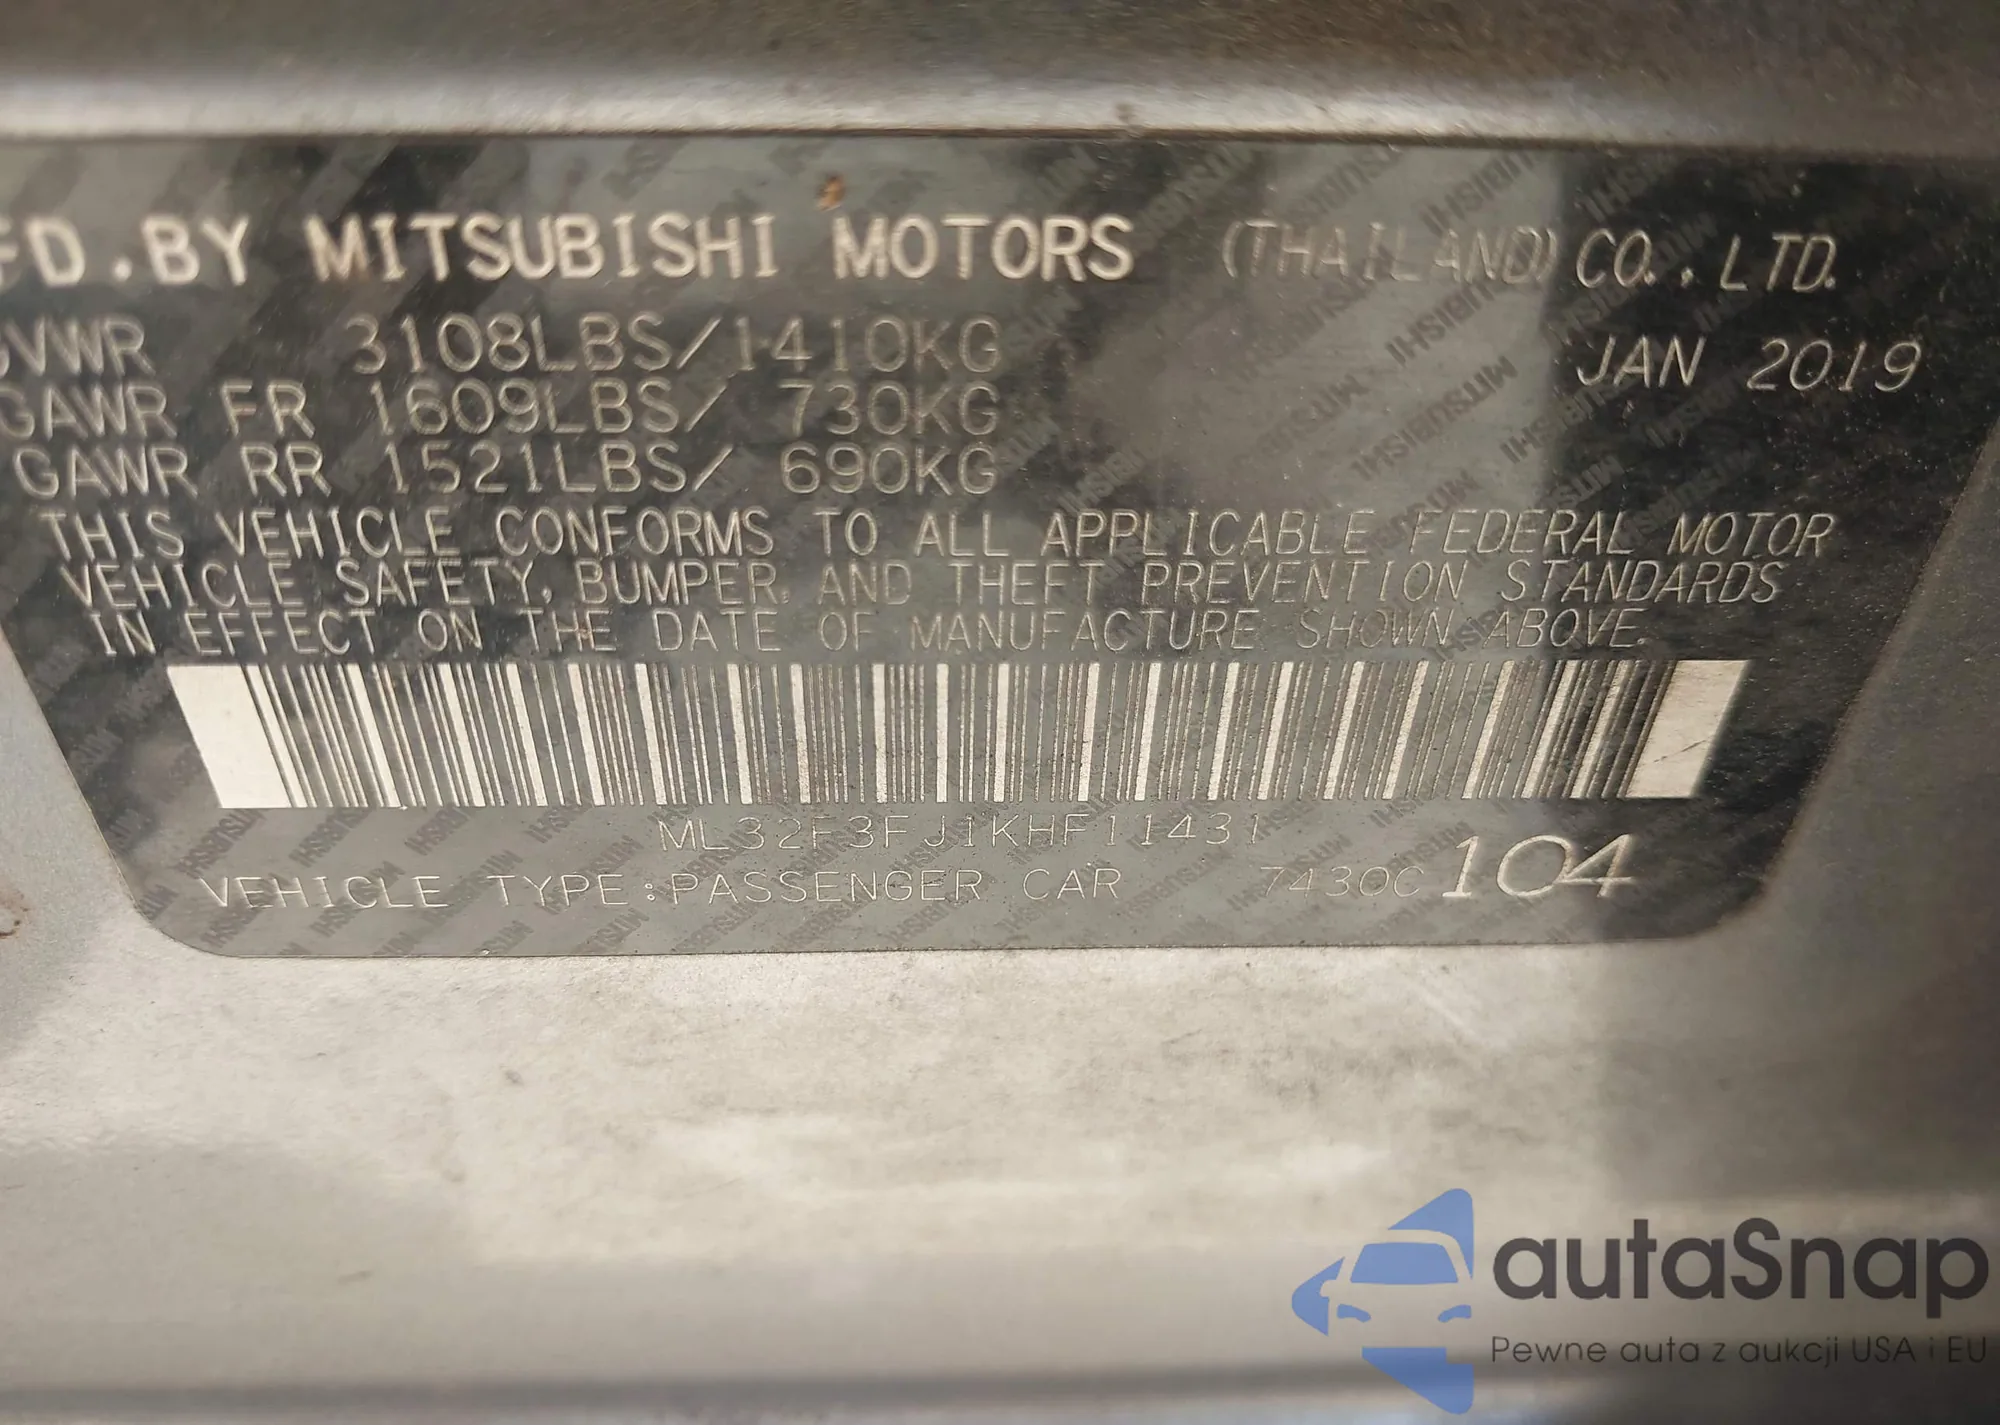 FD.BY MITSUBISHI MOTORS (THAILAND) CO.,LTD.
GVWR 3108LBS/1410KG JAN 2019
GAWR FR 1609LBS/ 730KG
GAWR RR 1521LBS/ 690KG
THIS VEHICLE CONFORMS TO ALL APPLICABLE FEDERAL MOTOR
VEHICLE SAFETY, BUMPER, AND THEFT PREVENTION STANDARDS
IN EFFECT ON THE DATE OF MANUFACTURE SHOWN ABOVE.
ML32F3FJ1KHF11431
VEHICLE TYPE:PASSENGER CAR 7430C 104
autaSnap
Pewne auta z aukcji USA i EU